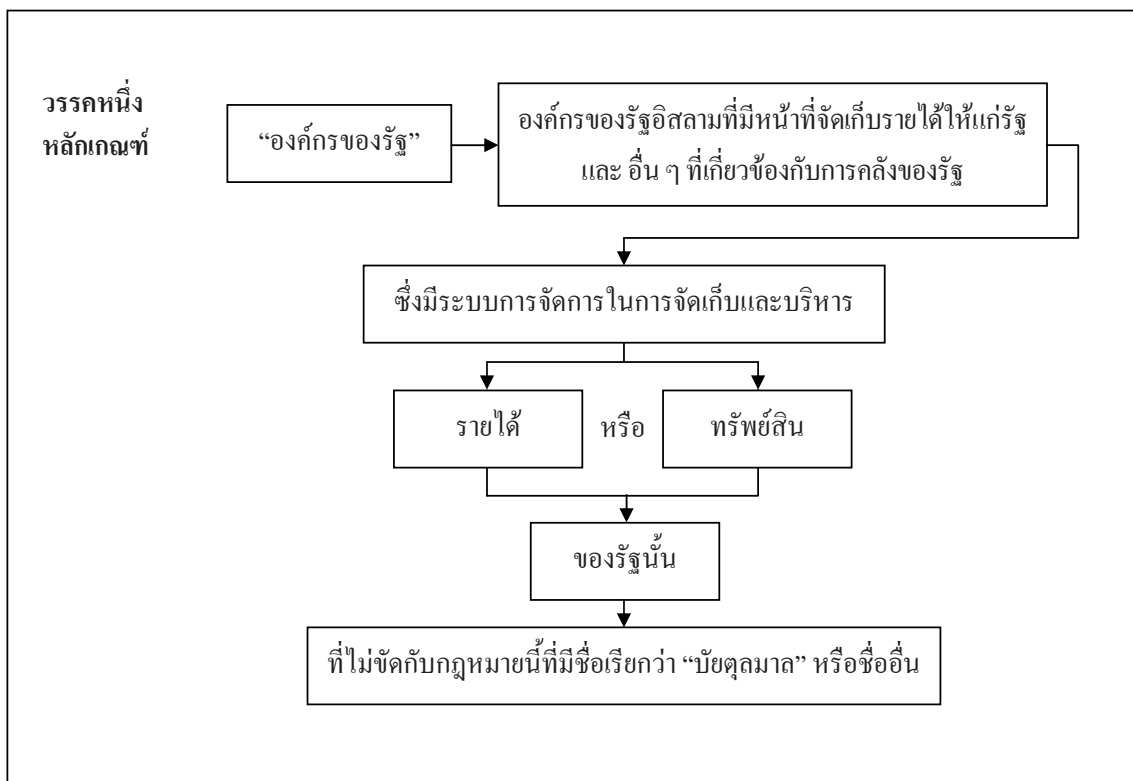 วรรคหนึ่ง
หลักเกณฑ์
“องค์กรของรัฐ”
องค์กรของรัฐอิสลามที่มีหน้าที่จัดเก็บรายได้ให้แก่รัฐ
และ อื่น ๆ ที่เกี่ยวข้องกับการคลังของรัฐ
ซึ่งมีระบบการจัดการในการจัดเก็บและบริหาร
รายได้
หรือ
ทรัพย์สิน
ของรัฐนั้น
ที่ไม่ขัดกับกฎหมายนี้ที่มีชื่อเรียกว่า “บัยตุลมาล” หรือชื่ออื่น